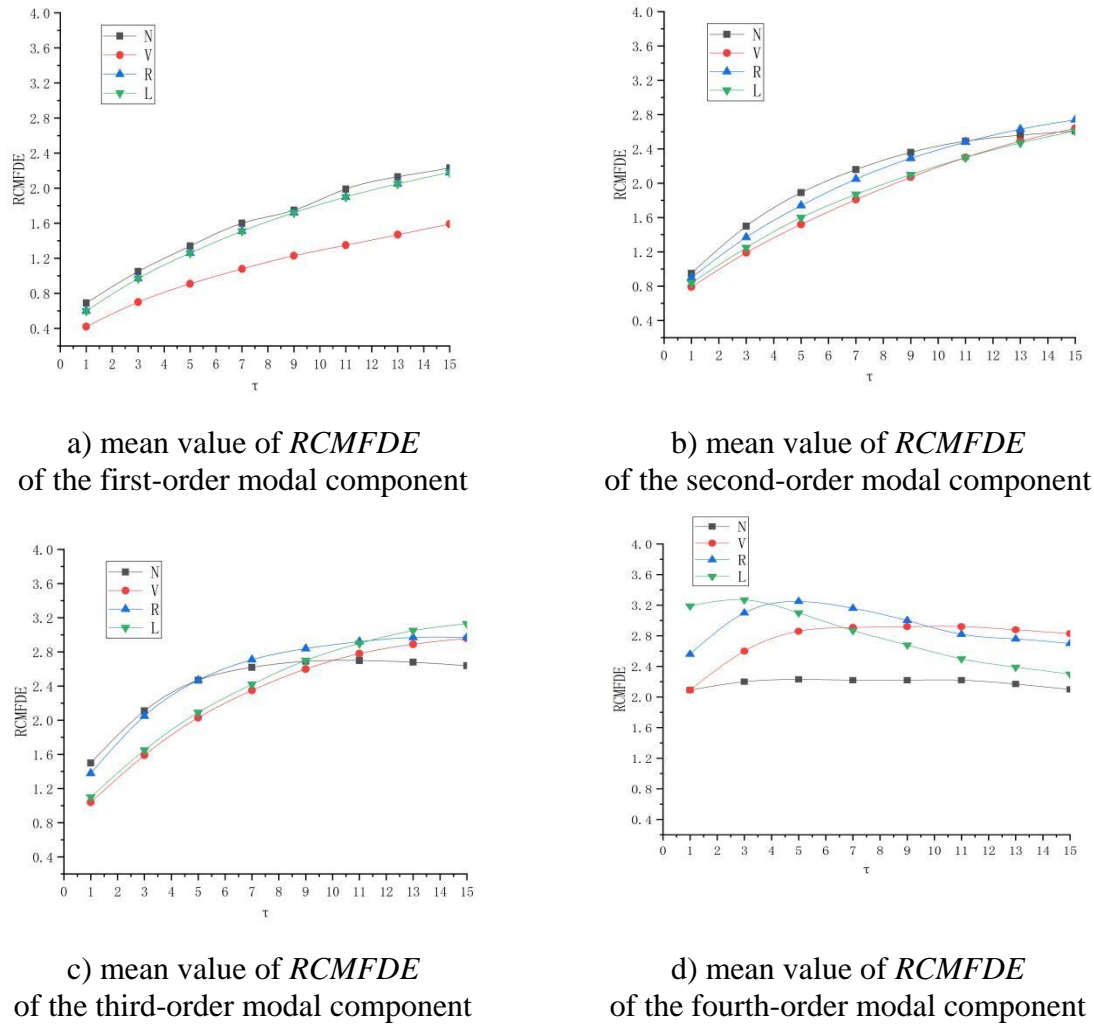 4.0
3.6
3.2
2.8
2.4
2.0
1.6
1.2
0.8
0.4
RCMFDE
N
V
R
L
0 1 2 3 4 5 6 7 8 9 10 11 12 13 14 15
τ
a) mean value of RCMFDE
of the first-order modal component
4.0
3.6
3.2
2.8
2.4
2.0
1.6
1.2
0.8
0.4
RCMFDE
N
V
R
L
0 1 2 3 4 5 6 7 8 9 10 11 12 13 14 15
τ
b) mean value of RCMFDE
of the second-order modal component
4.0
3.6
3.2
2.8
2.4
2.0
1.6
1.2
0.8
0.4
RCMFDE
N
V
R
L
0 1 2 3 4 5 6 7 8 9 10 11 12 13 14 15
τ
c) mean value of RCMFDE
of the third-order modal component
N
V
R
L
4.0
3.6
3.2
2.8
2.4
2.0
1.6
1.2
0.8
0.4
RCMFDE
0 1 2 3 4 5 6 7 8 9 10 11 12 13 14 15
τ
d) mean value of RCMFDE
of the fourth-order modal component